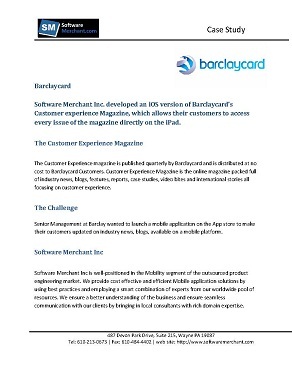 SM Software
Merchant.com
Case Study
barclaycard
Barclaycard
Software Merchant Inc. developed an iOS version of Barclaycard's
Customer experience Magazine, which allows their customers to access
every issue of the magazine directly on the iPad.
The Customer Experience Magazine
The Customer Experience magazine is published quarterly by Barclaycard and is distributed at no
cost to Barclaycard Customers. Customer Experience Magazine is the online magazine packed full
of industry news, blogs, features, reports, case studies, video bites and international stories all
focusing on customer experience.
The Challenge
Senior Management at Barclay wanted to launch a mobile application on the App store to make
their customers updated on industry news, blogs, available on a mobile platform.
Software Merchant Inc
Software Merchant Inc is well-positioned in the Mobility segment of the outsourced product
engineering market. We provide cost effective and efficient Mobile application solutions by
using best practices and employing a smart combination of experts from our worldwide pool of
resources. We ensure a better understanding of the business and ensure seamless
communication with our clients by bringing in local consultants with rich domain expertise.
487 Devon Park Drive, Suite 215, Wayne PA 19087
Tel: 610-213-0673 | Fax: 610-484-4402 | web site: http://www.softwaremerchant.com